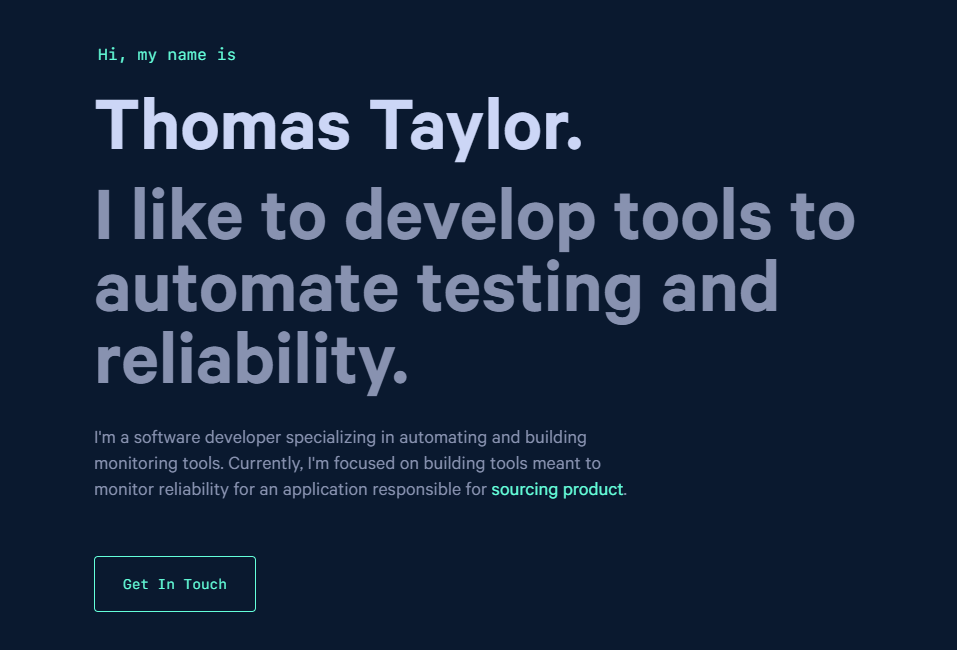 Hi, my name is
Thomas Taylor.
I like to develop tools to
automate testing and
reliability.
I'm a software developer specializing in automating and building
monitoring tools. Currently, I'm focused on building tools meant to
monitor reliability for an application responsible for sourcing product.
Get In Touch